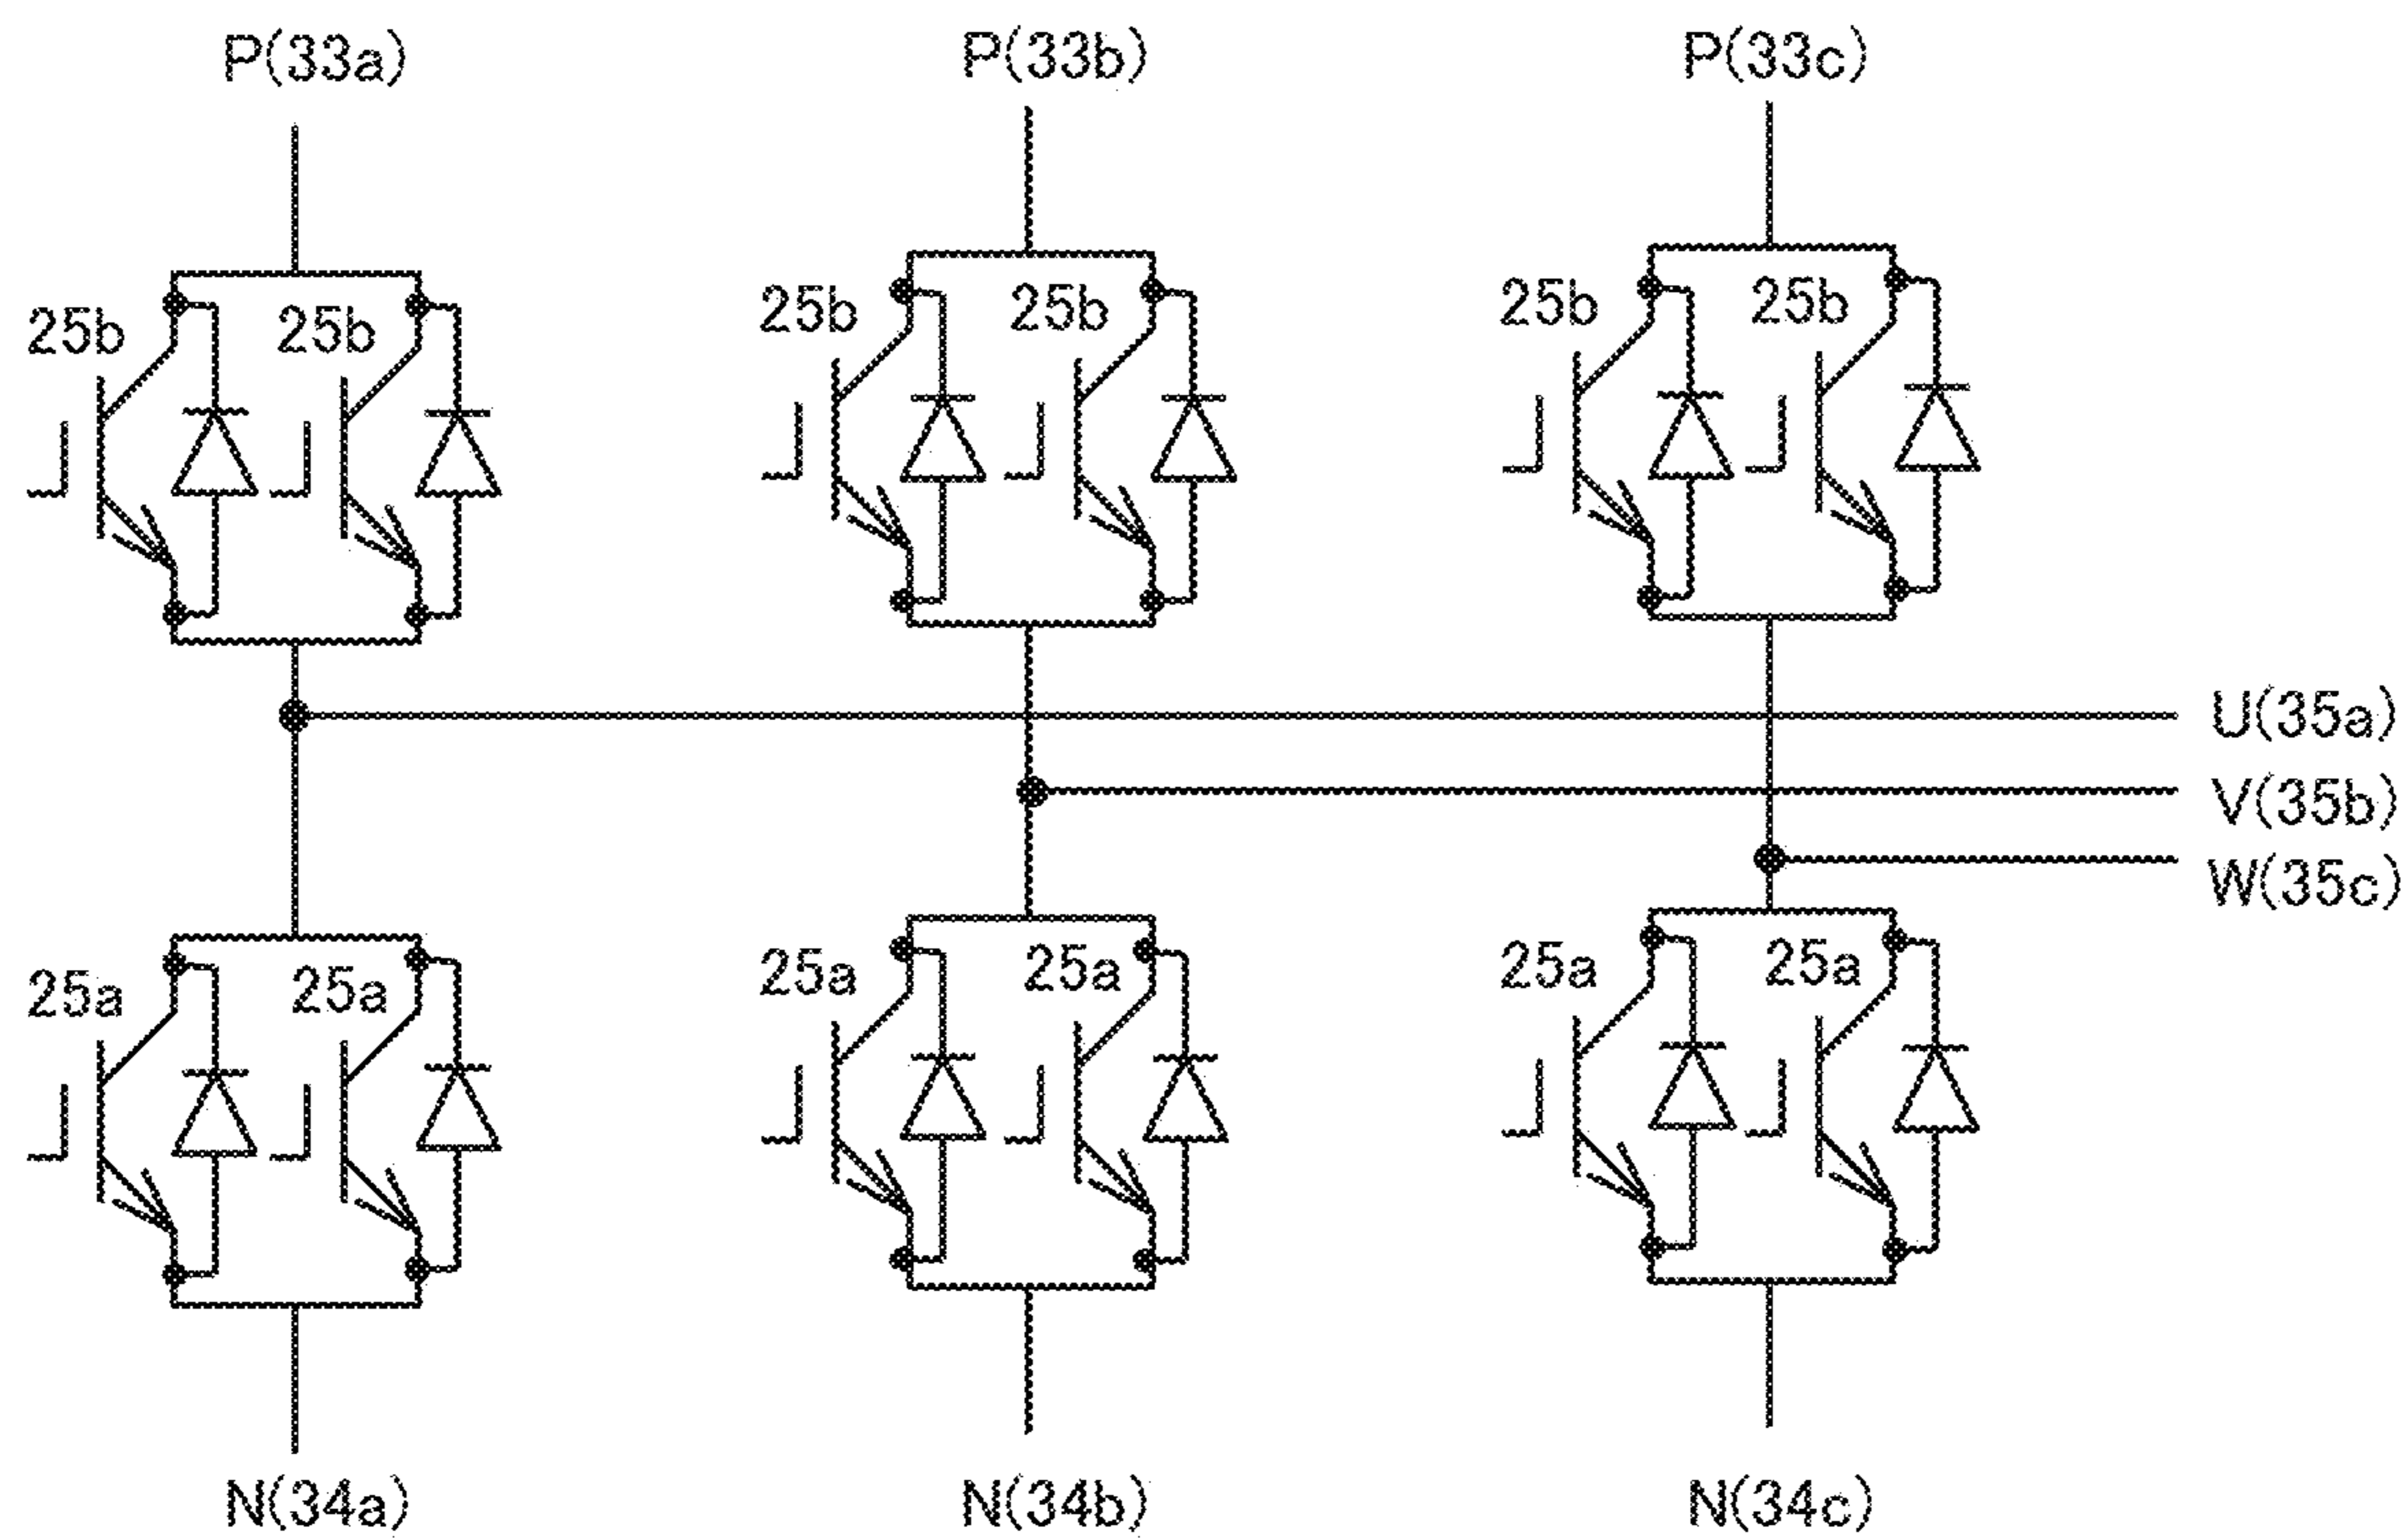 P(33a) P(33b) P(33c)
25b 25b 25b 25b 25b 25b
U(35a)
V(35b)
W(35c)
25a 25a 25a 25a 25a 25a
N(34a) N(34b) N(34c)